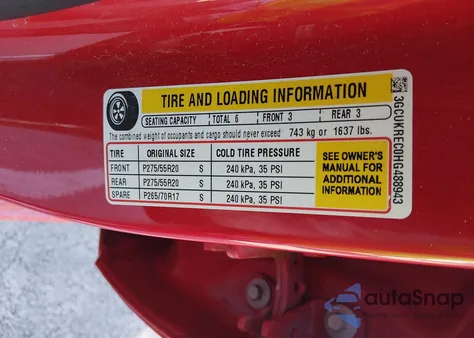 TIRE AND LOADING INFORMATION
SEATING CAPACITY TOTAL 6 FRONT 3 REAR 3
The combined weight of occupants and cargo should never exceed 743 kg or 1637 lbs.
TIRE ORIGINAL SIZE COLD TIRE PRESSURE
FRONT P275/55R20 S 240 kPa, 35 PSI
REAR P275/55R20 S 240 kPa, 35 PSI
SPARE P265/70R17 S 240 kPa, 35 PSI
SEE OWNER'S
MANUAL FOR
ADDITIONAL
INFORMATION
3GCUKREC0HG488943
autoSnap